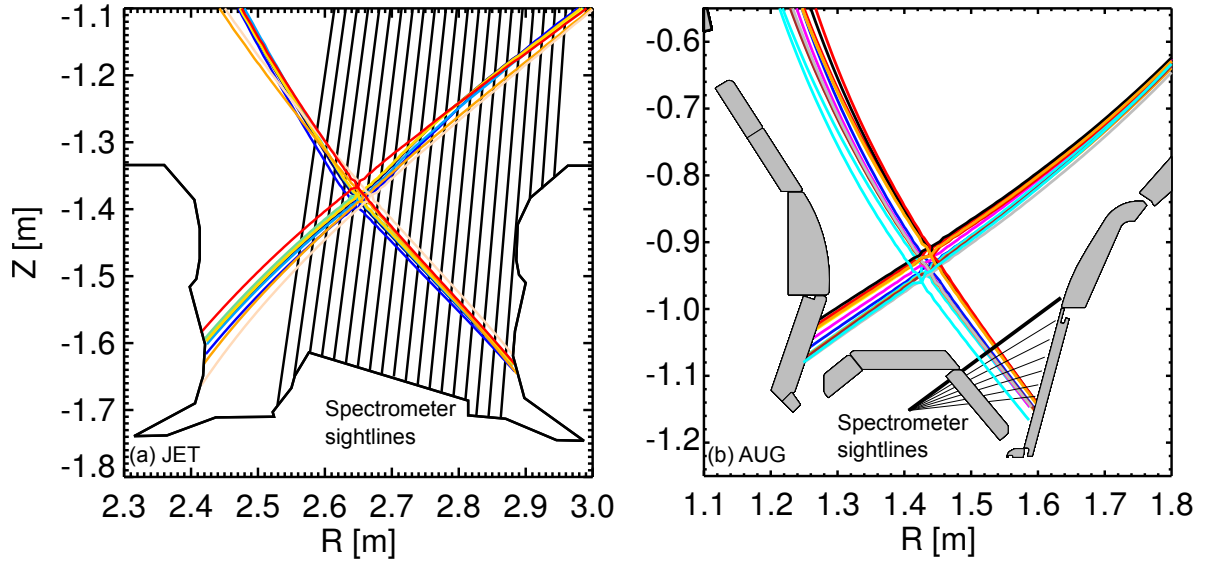 -1.1
-1.2
-1.3
-1.4
-1.5
-1.6
-1.7
-1.8
Z [m]
Spectrometer
sightlines
(a) JET
2.3 2.4 2.5 2.6 2.7 2.8 2.9 3.0
R [m]
-0.6
-0.7
-0.8
-0.9
-1.0
-1.1
-1.2
Spectrometer
sightlines
(b) AUG
1.1 1.2 1.3 1.4 1.5 1.6 1.7 1.8
R [m]